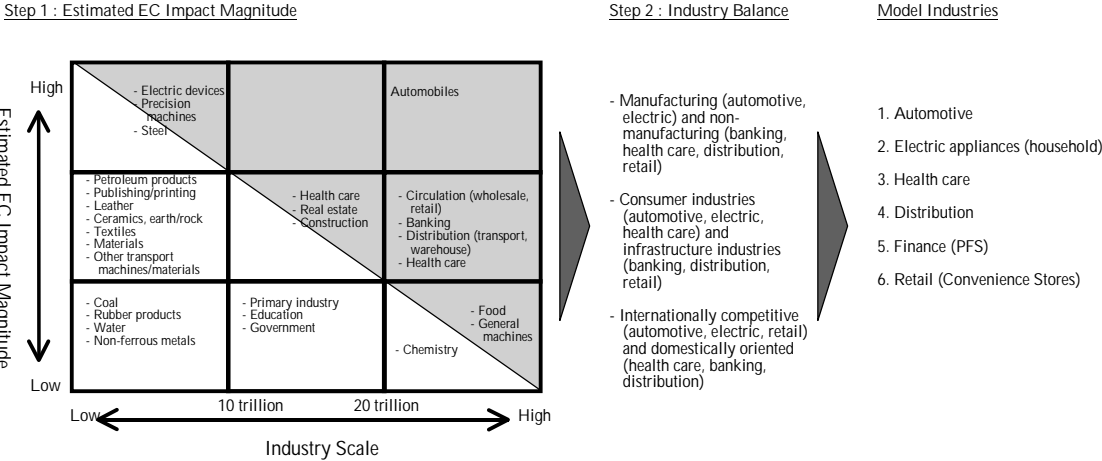 Step 1 : Estimated EC Impact Magnitude
Estimated EC Impact Magnitude
High
Low
- Electric devices
- Precision
machines
- Steel
Automobiles
- Petroleum products
- Publishing/printing
- Leather
- Ceramics, earth/rock
- Textiles
- Materials
- Other transport
machines/materials
- Health care
- Real estate
- Construction
- Circulation (wholesale,
retail)
- Banking
- Distribution (transport,
warehouse)
- Health care
- Coal
- Rubber products
- Water
- Non-ferrous metals
- Primary industry
- Education
- Government
- Food
- General
machines
- Chemistry
Low
10 trillion
20 trillion
High
Industry Scale
Step 2 : Industry Balance
- Manufacturing (automotive,
electric) and non-
manufacturing (banking,
health care, distribution,
retail)
- Consumer industries
(automotive, electric,
health care) and
infrastructure industries
(banking, distribution,
retail)
- Internationally competitive
(automotive, electric, retail)
and domestically oriented
(health care, banking,
distribution)
Model Industries
1. Automotive
2. Electric appliances (household)
3. Health care
4. Distribution
5. Finance (PFS)
6. Retail (Convenience Stores)